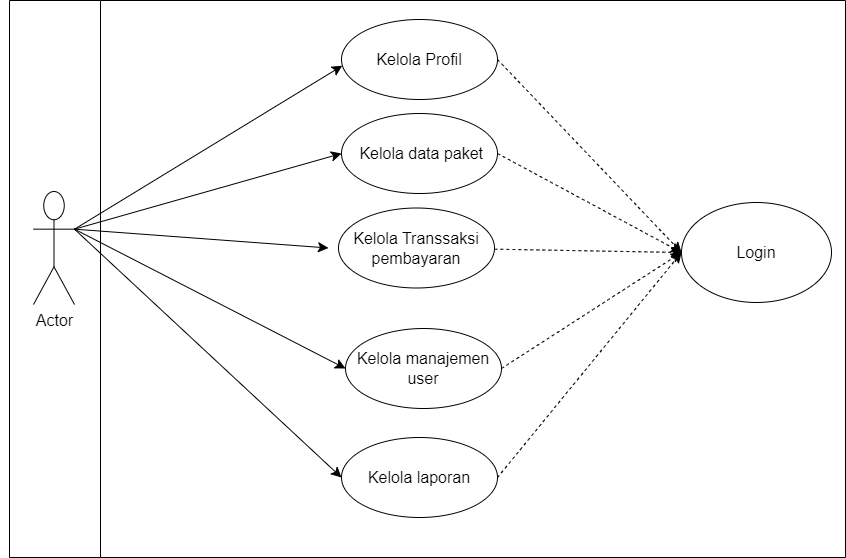 Kelola Profil
Kelola data paket
Kelola Transsaksi
pembayaran
Login
Actor
Kelola manajemen
user
Kelola laporan